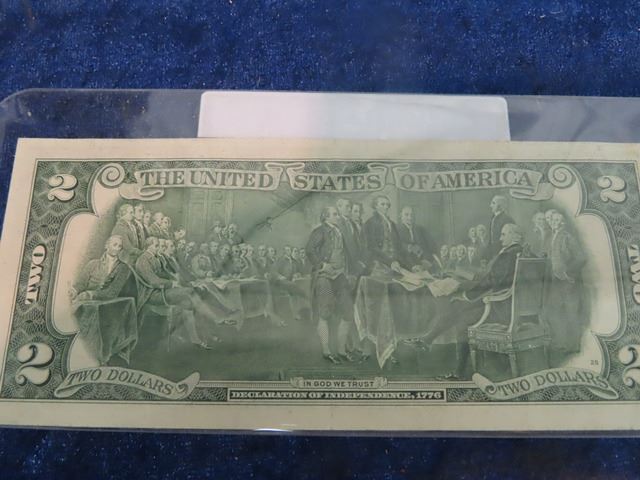 2 THE UNITED STATES OF AMERICA 2
TWO
TWO
2 TWO DOLLARS IN GOD WE TRUST TWO DOLLARS 2
DECLARATION OF INDEPENDENCE, 1776